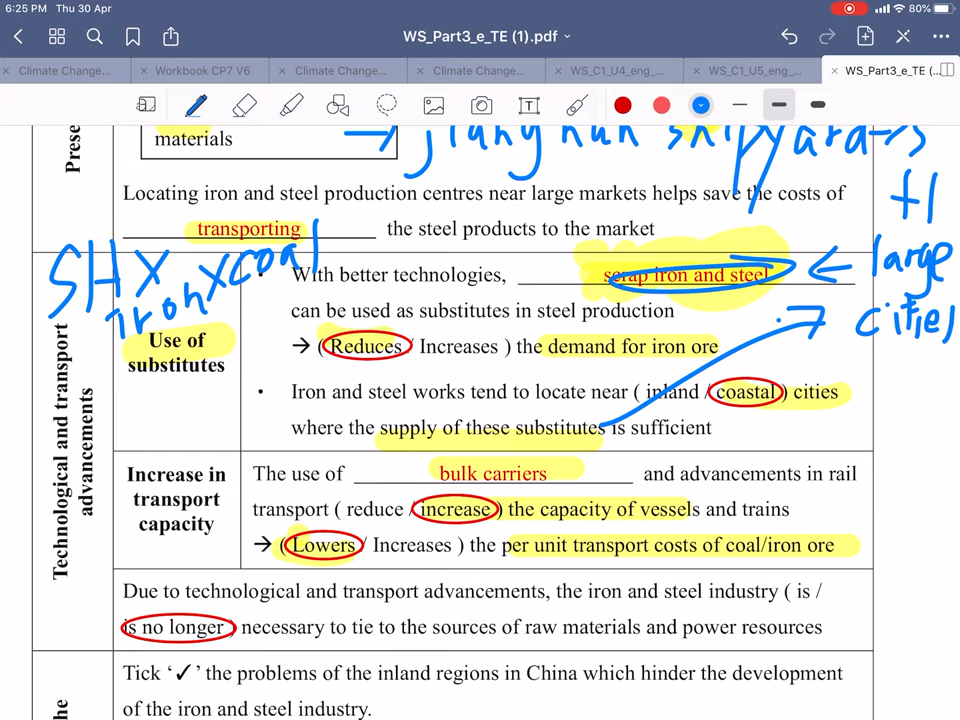 6:25 PM Thu 30 Apr
80%
WS_Part3_e_TE (1).pdf
Climate Change...
Workbook CP7 V6
Climate Change...
Climate Change...
WS_C1_U4_eng_...
WS_C1_U5_eng_...
WS_Part3_e_TE (...
materials
→ Jiang nan shipyard →
Locating iron and steel production centres near large markets helps save the costs of
transporting the steel products to the market
SH X
iron X coal
large
cities
Technological and transport advancements
Use of
substitutes
• With better technologies, scrap iron and steel
can be used as substitutes in steel production
→ ( Reduces / Increases ) the demand for iron ore
• Iron and steel works tend to locate near ( inland / coastal ) cities
where the supply of these substitutes is sufficient
Increase in
transport
capacity
The use of bulk carriers and advancements in rail
transport ( reduce / increase ) the capacity of vessels and trains
→ ( Lowers / Increases ) the per unit transport costs of coal/iron ore
Due to technological and transport advancements, the iron and steel industry ( is /
is no longer ) necessary to tie to the sources of raw materials and power resources
Tick ‘✓’ the problems of the inland regions in China which hinder the development
of the iron and steel industry.